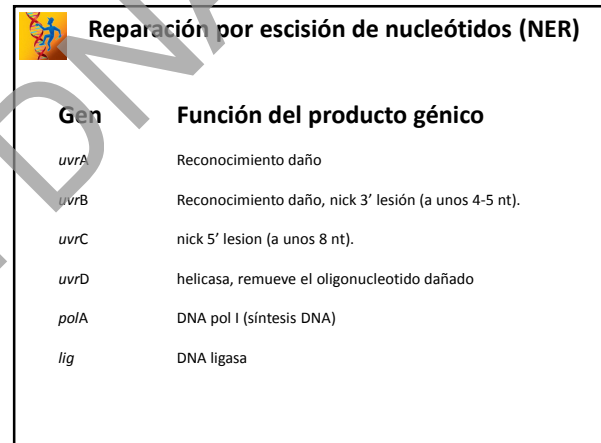 Reparación por escisión de nucleótidos (NER)
Gen Función del producto génico
uvrA Reconocimiento daño
uvrB Reconocimiento daño, nick 3’ lesión (a unos 4-5 nt).
uvrC nick 5’ lesion (a unos 8 nt).
uvrD helicasa, remueve el oligonucleotido dañado
polA DNA pol I (síntesis DNA)
lig DNA ligasa
DNA